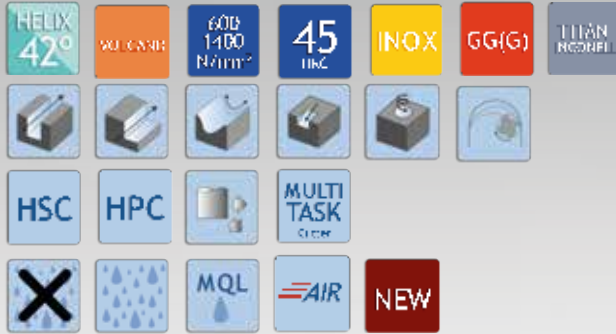 HELIX
42°
VOLCANIC
600
1400
N/mm²
45
HRC
INOX
GG(G)
TITAN
INCONELL
HSC
HPC
MULTI
TASK
Cutter
MQL
AIR
NEW